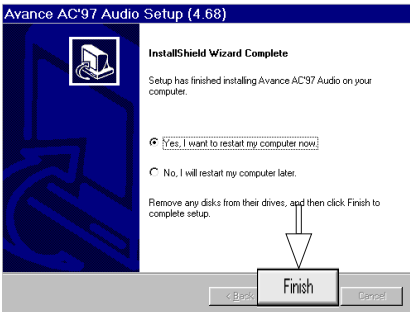 Avance AC'97 Audio Setup (4.68)
InstallShield Wizard Complete
Setup has finished installing Avance AC'97 Audio on your
computer.
Yes, I want to restart my computer now.
No, I will restart my computer later.
Remove any disks from their drives, and then click Finish to
complete setup.
< Back
Finish
Cancel